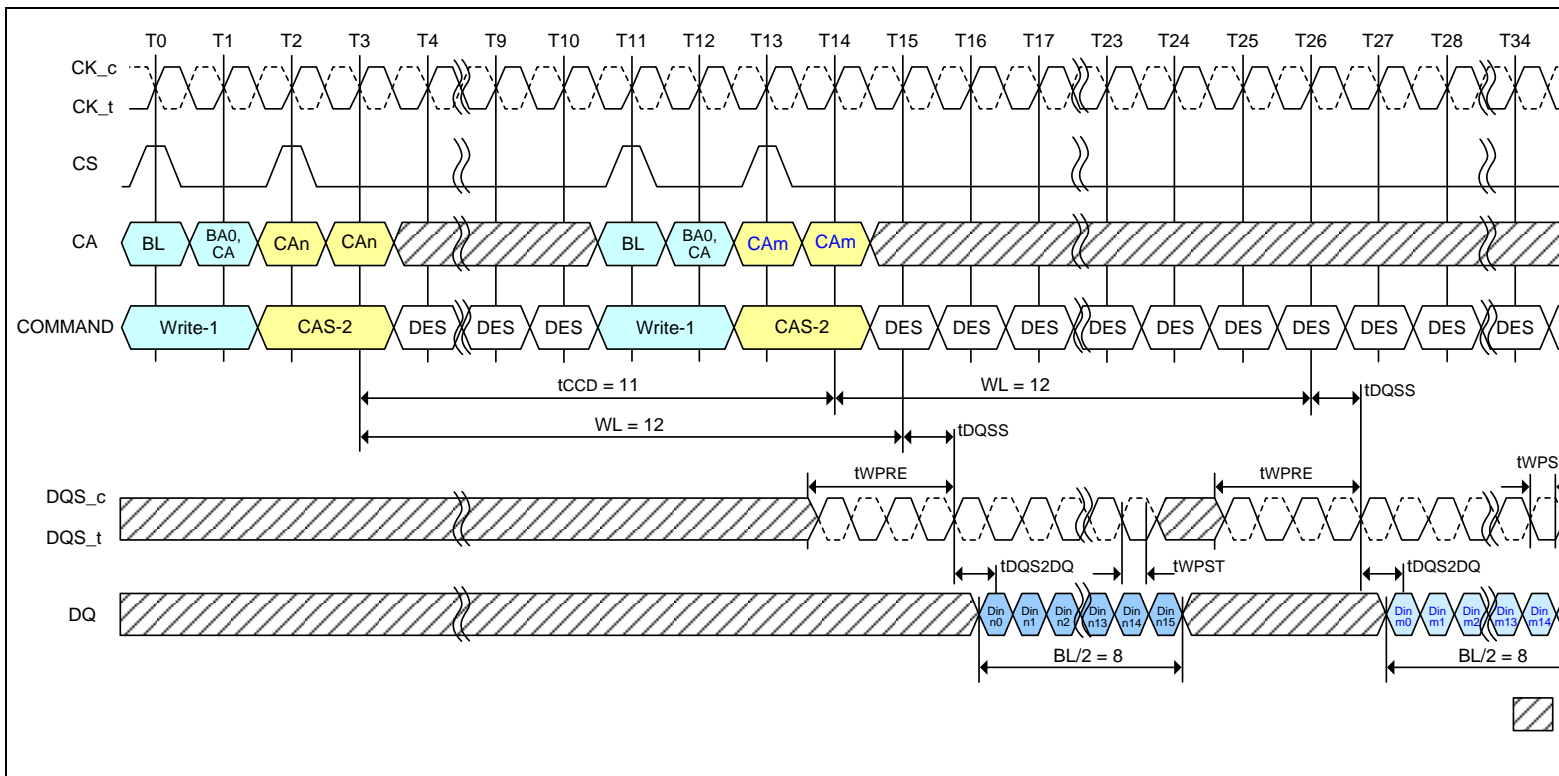 T0 T1 T2 T3 T4 T9 T10 T11 T12 T13 T14 T15 T16 T17 T23 T24 T25 T26 T27 T28 T34
CK_c
CK_t
CS
CA BL BA0, CA CAn CAn BL BA0, CA CAm CAm
COMMAND Write-1 CAS-2 DES DES DES Write-1 CAS-2 DES DES DES DES DES DES DES DES DES DES
tCCD = 11 WL = 12 tDQSS
WL = 12 tDQSS
tWPRE tWPRE tWPS
DQS_c
DQS_t
tDQS2DQ tWPST tDQS2DQ
DQ Din n0 Din n1 Din n2 Din n13 Din n14 Din n15 Din m0 Din m1 Din m2 Din m13 Din m14
BL/2 = 8 BL/2 = 8